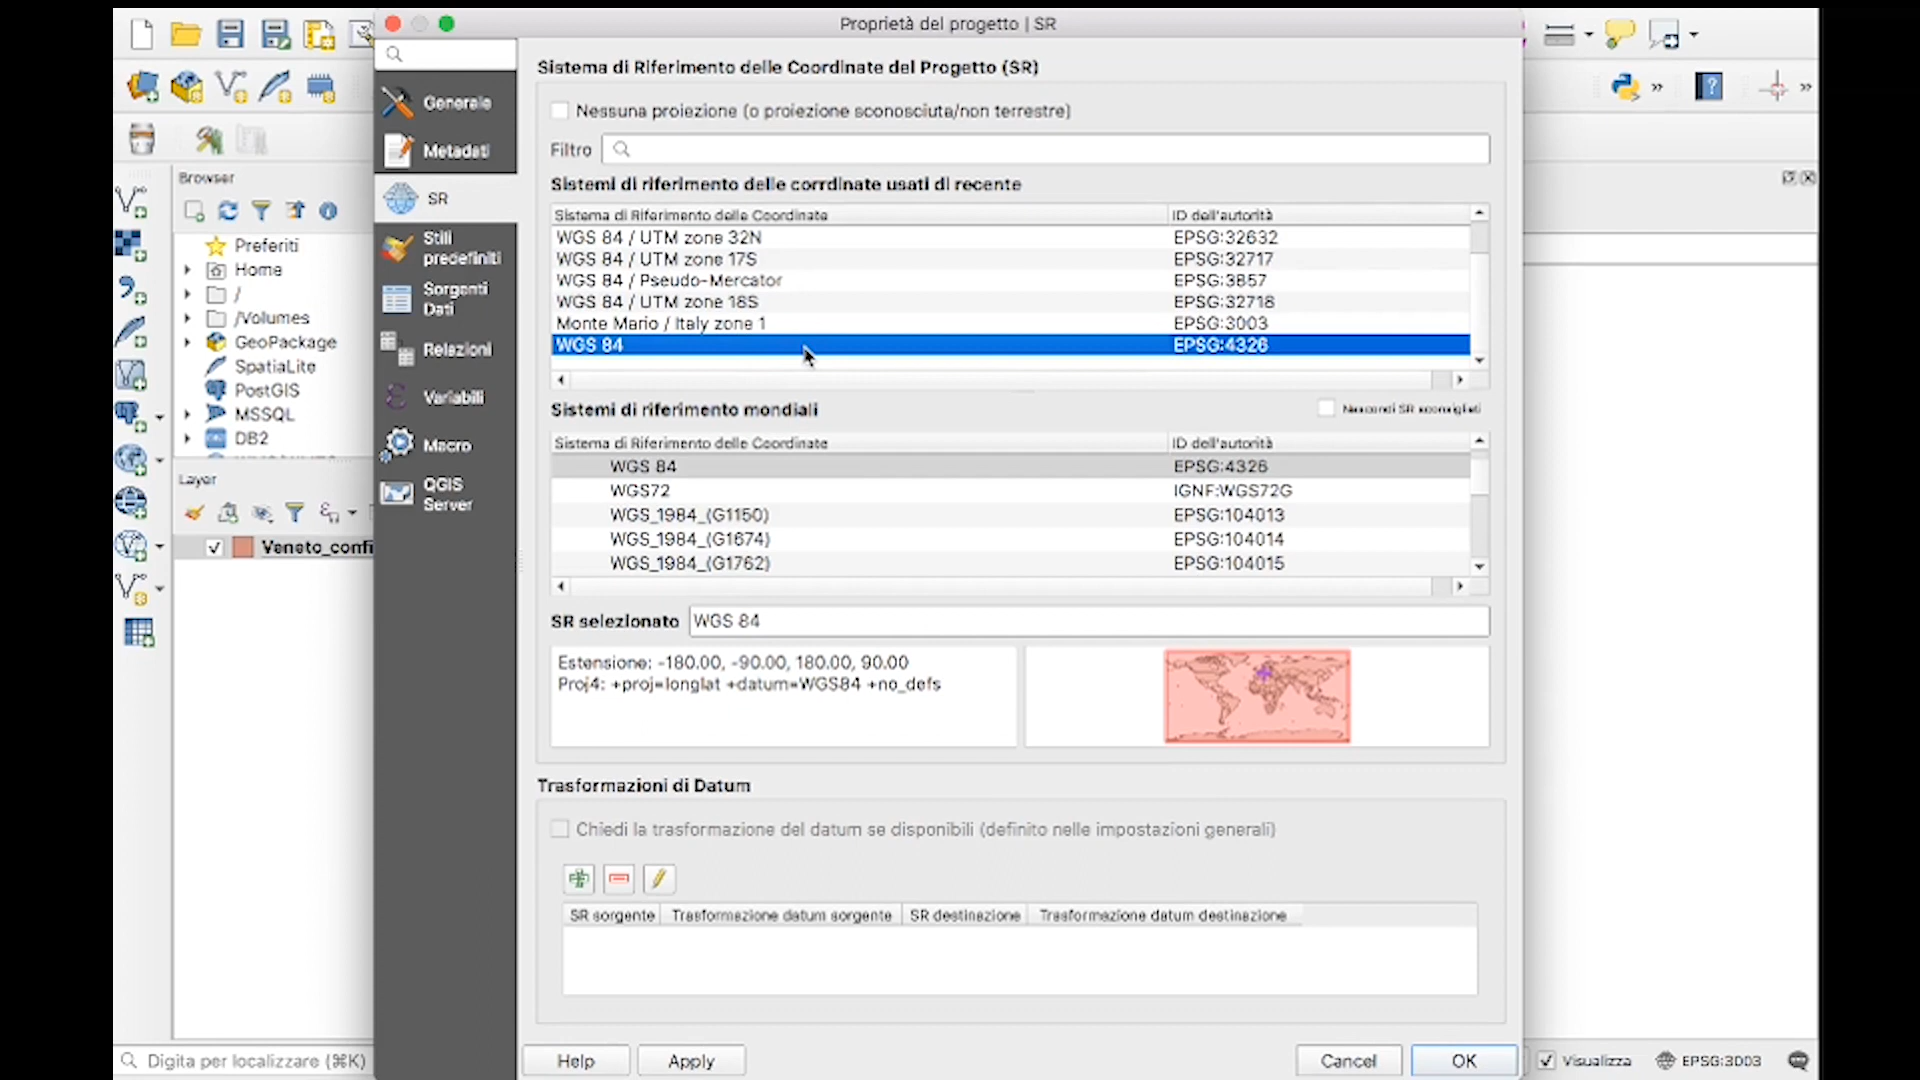 Proprietà del progetto | SR
Sistema di Riferimento delle Coordinate del Progetto (SR)
Nessuna proiezione (o proiezione sconosciuta/non terrestre)
Filtro
Sistemi di riferimento delle corrdinate usati di recente
Sistema di Riferimento delle Coordinate ID dell'autorità
WGS 84 / UTM zone 32N EPSG:32632
WGS 84 / UTM zone 17S EPSG:32717
WGS 84 / Pseudo-Mercator EPSG:3857
WGS 84 / UTM zone 18S EPSG:32718
Monte Mario / Italy zone 1 EPSG:3003
WGS 84 EPSG:4326
Sistemi di riferimento mondiali
Nascondi SR sconsigliati
Sistema di Riferimento delle Coordinate ID dell'autorità
WGS 84 EPSG:4326
WGS72 IGNF:WGS72G
WGS_1984_(G1150) EPSG:104013
WGS_1984_(G1674) EPSG:104014
WGS_1984_(G1762) EPSG:104015
SR selezionato WGS 84
Estensione: -180.00, -90.00, 180.00, 90.00
Proj4: +proj=longlat +datum=WGS84 +no_defs
Trasformazioni di Datum
Chiedi la trasformazione del datum se disponibili (definito nelle impostazioni generali)
SR sorgente Trasformazione datum sorgente SR destinazione Trasformazione datum destinazione
Help Apply Cancel OK
Generale
Metadati
SR
Stili
predefiniti
Sorgenti
Dati
Relazioni
Variabili
Macro
QGIS
Server
Browser
Preferiti
Home
/
/Volumes
GeoPackage
SpatiaLite
PostGIS
MSSQL
DB2
Layer
Veneto_confi
Digita per localizzare (⌘K)
Visualizza EPSG:3003